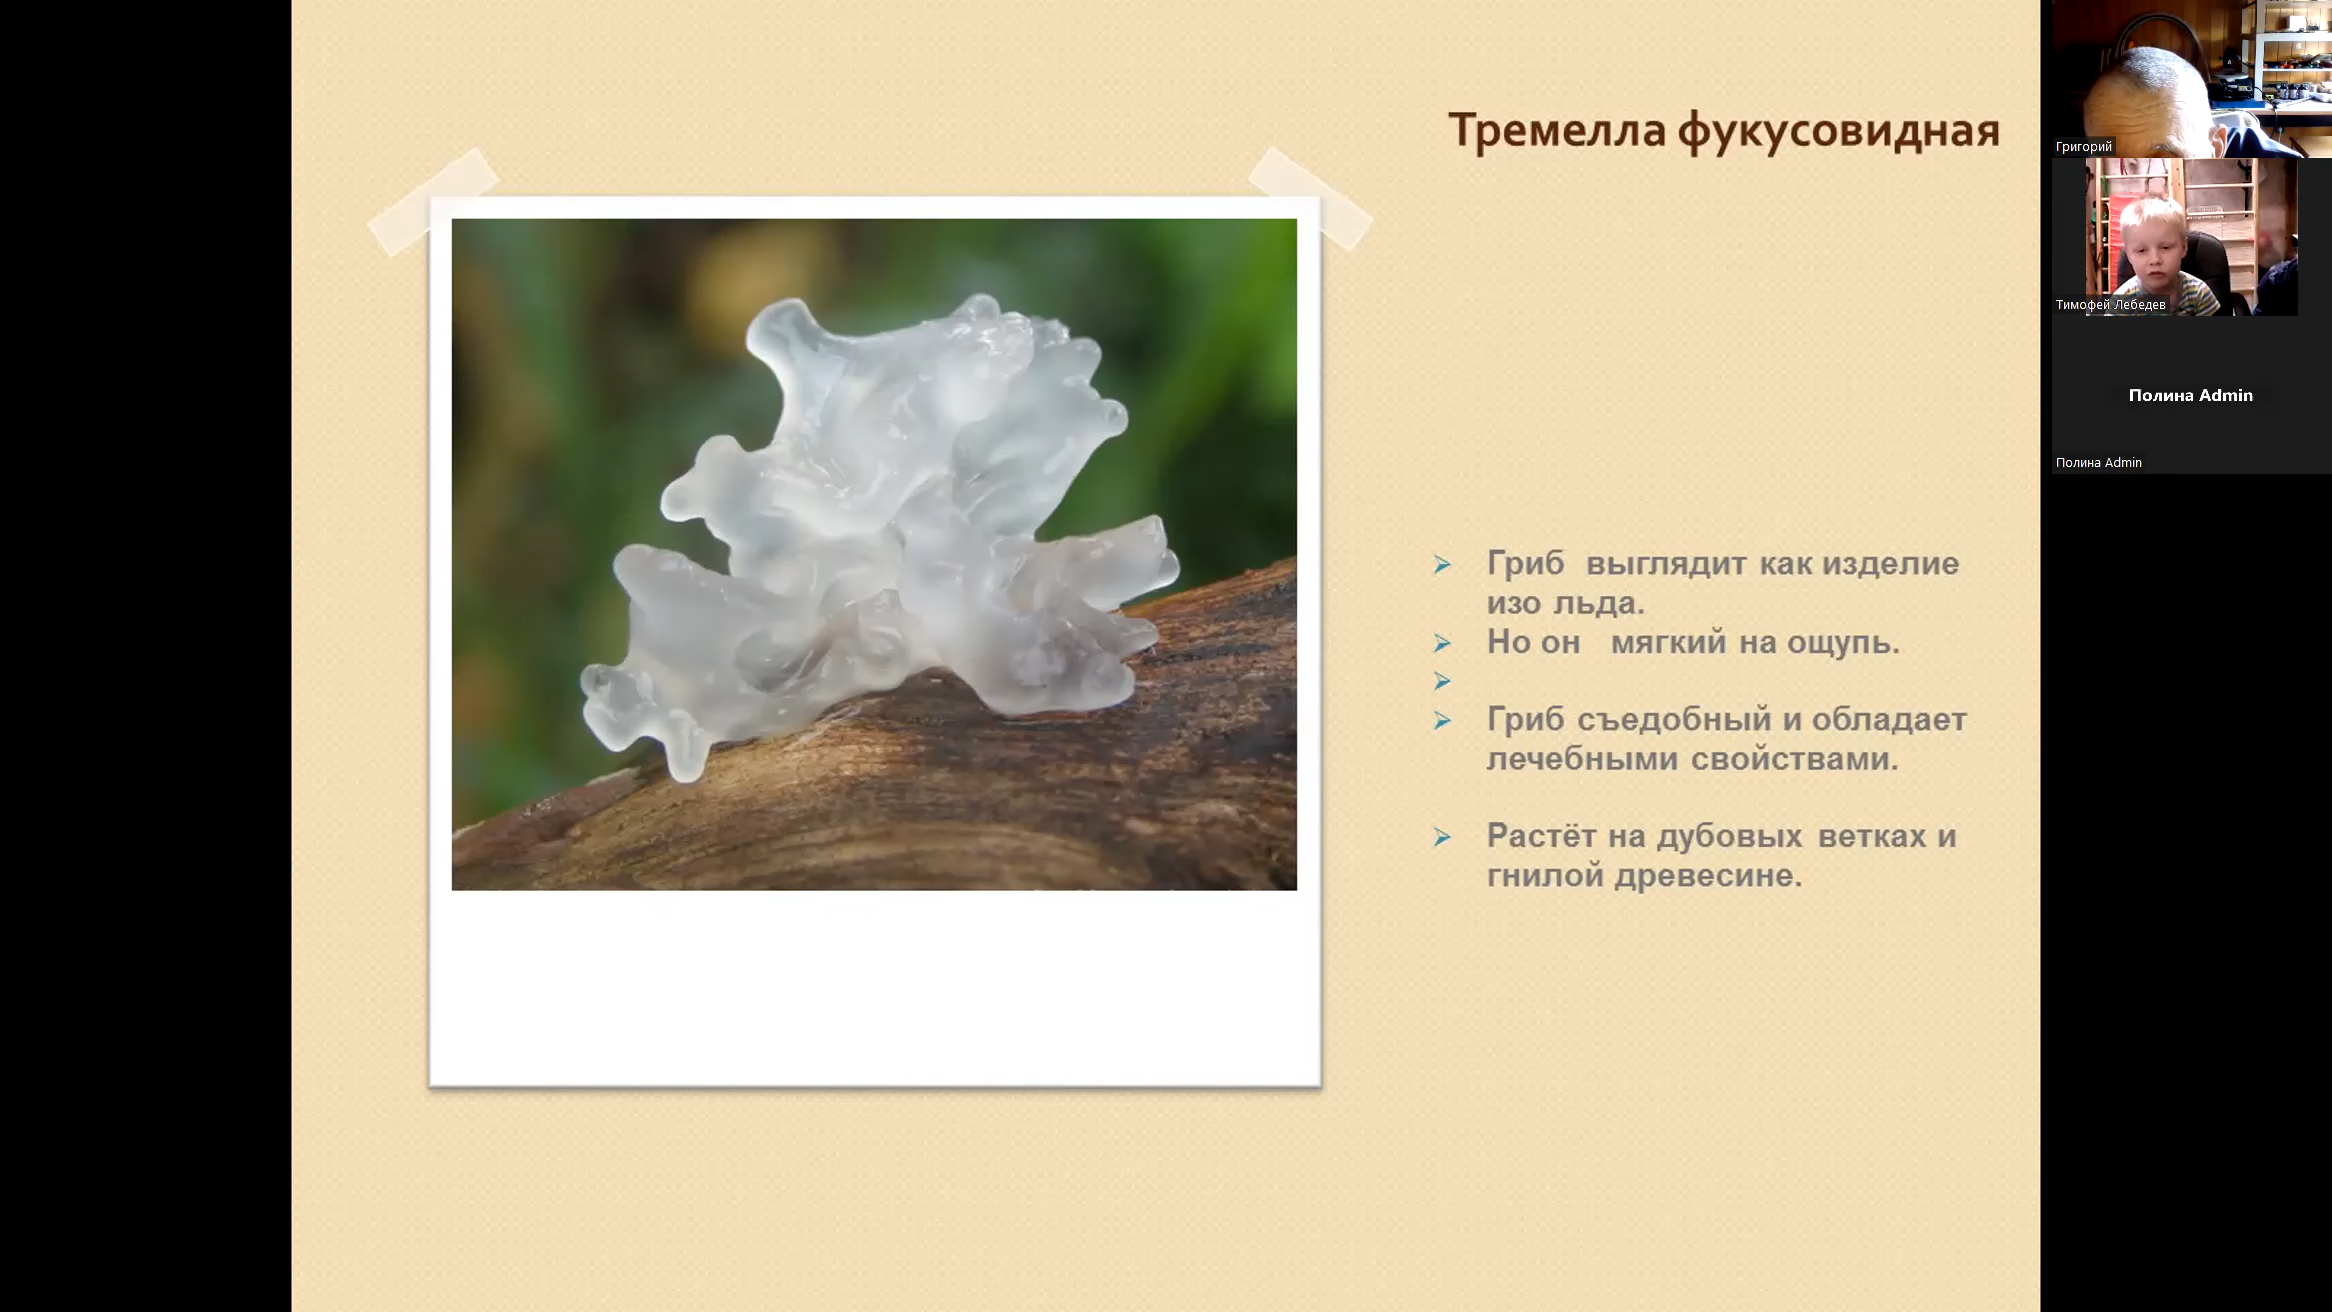 Тремелла фукусовидная
Гриб выглядит как изделие
изо льда.
Но он мягкий на ощупь.
Гриб съедобный и обладает
лечебными свойствами.
Растёт на дубовых ветках и
гнилой древесине.
Григорий
Тимофей Лебедев
Полина Admin
Полина Admin